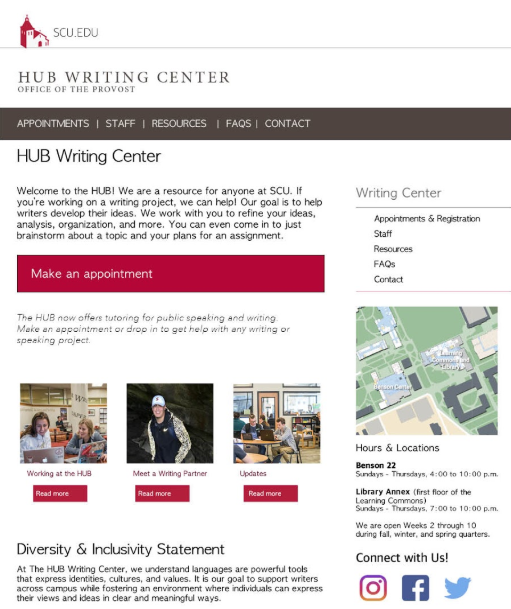 SCU.EDU
HUB WRITING CENTER
OFFICE OF THE PROVOST
APPOINTMENTS | STAFF | RESOURCES | FAQS | CONTACT
HUB Writing Center
Welcome to the HUB! We are a resource for anyone at SCU. If
you're working on a writing project, we can help! Our goal is to help
writers develop their ideas. We work with you to refine your ideas,
analysis, organization, and more. You can even come in to just
brainstorm about a topic and your plans for an assignment.
Make an appointment
The HUB now offers tutoring for public speaking and writing.
Make an appointment or drop in to get help with any writing or
speaking project.
Working at the HUB
Read more
Meet a Writing Partner
Read more
Updates
Read more
Diversity & Inclusivity Statement
At The HUB Writing Center, we understand languages are powerful tools
that express identities, cultures, and values. It is our goal to support writers
across campus while fostering an environment where individuals can express
their views and ideas in clear and meaningful ways.
Writing Center
Appointments & Registration
Staff
Resources
FAQs
Contact
Learning
Commons and
Library
Benson Center
Hours & Locations
Benson 22
Sundays - Thursdays, 4:00 to 10:00 p.m.
Library Annex (first floor of the
Learning Commons)
Sundays - Thursdays, 7:00 to 10:00 p.m.
We are open Weeks 2 through 10
during fall, winter, and spring quarters.
Connect with Us!